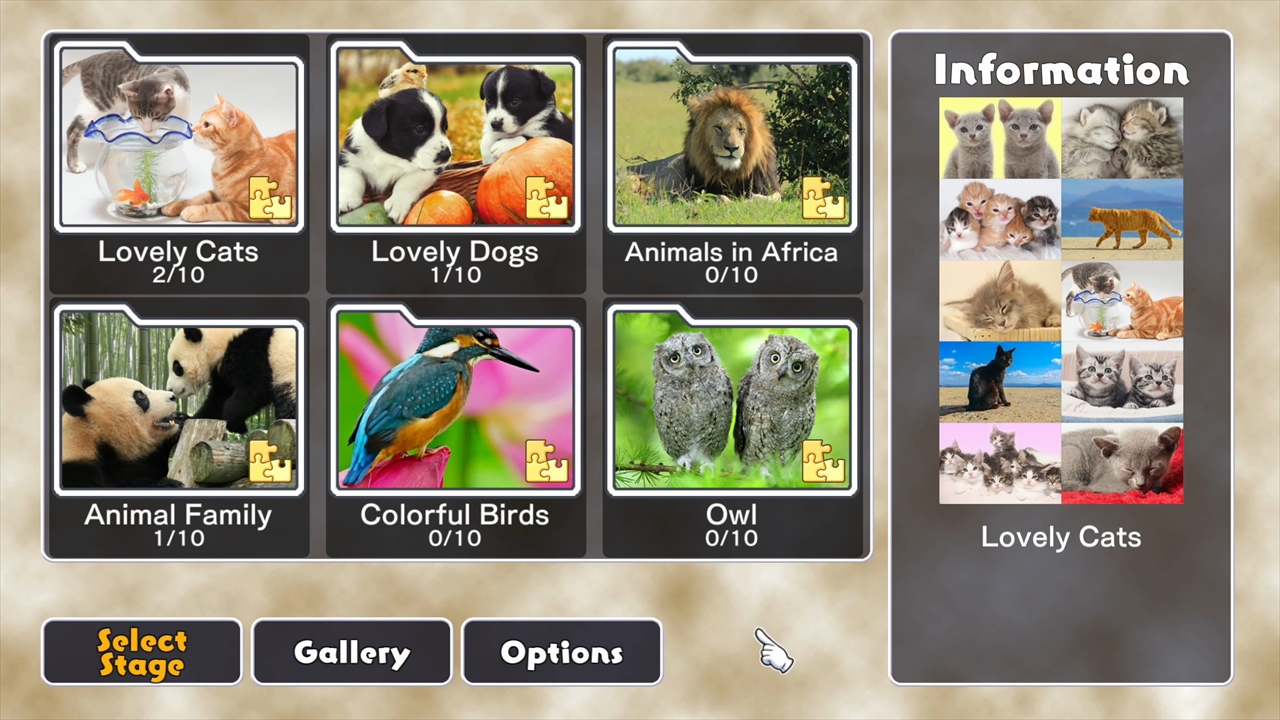 Lovely Cats
2/10
Lovely Dogs
1/10
Animals in Africa
0/10
Animal Family
1/10
Colorful Birds
0/10
Owl
0/10
Information
Lovely Cats
Select
Stage
Gallery
Options